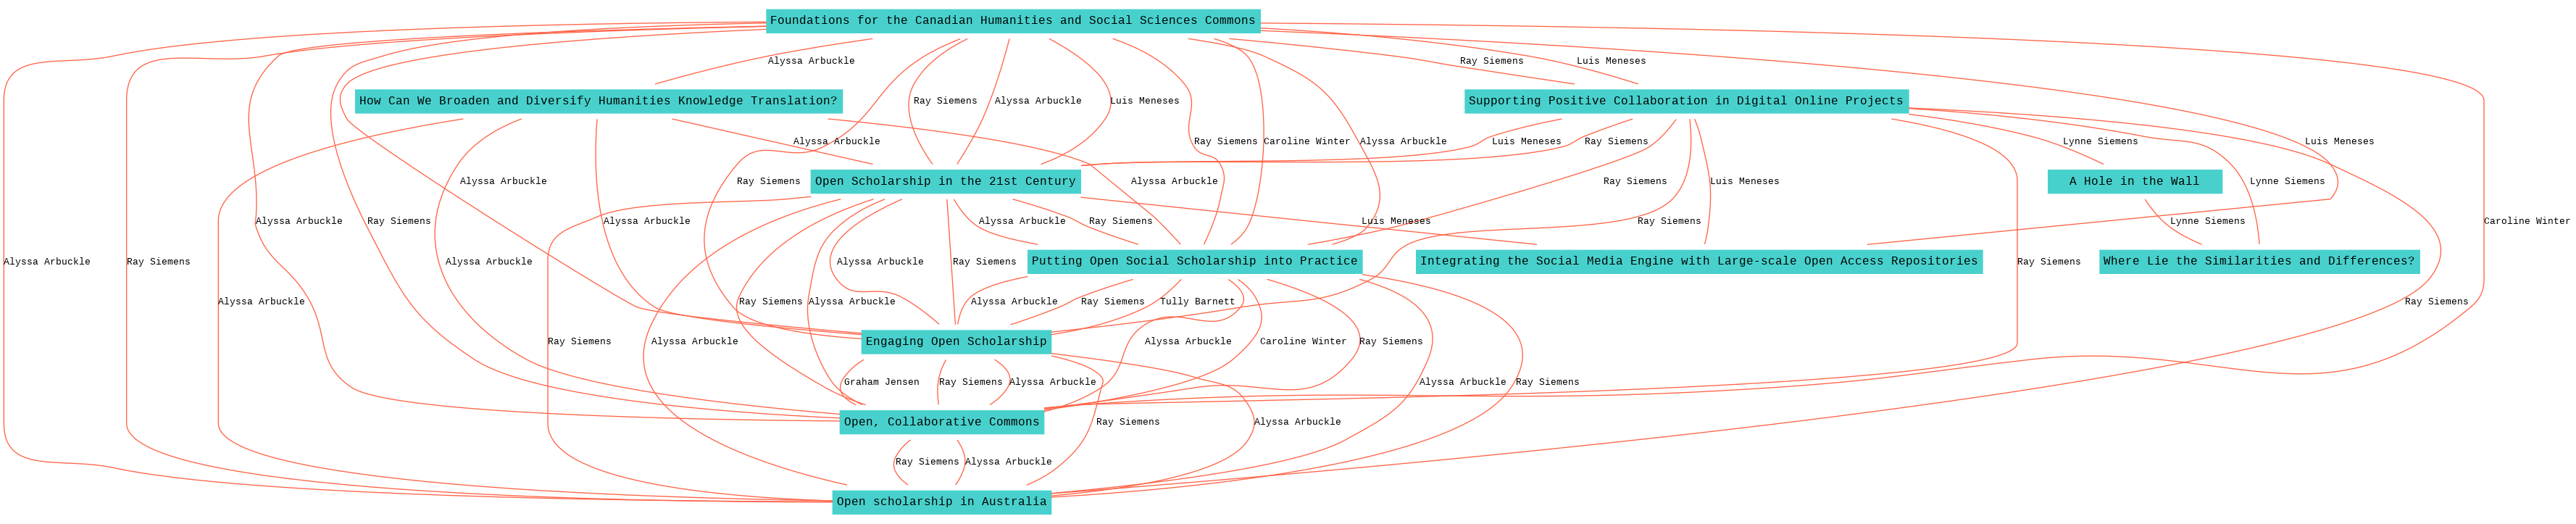 Foundations for the Canadian Humanities and Social Sciences Commons
Alyssa Arbuckle
Ray Siemens
Luis Meneses
How Can We Broaden and Diversify Humanities Knowledge Translation?
Ray Siemens
Alyssa Arbuckle
Luis Meneses
Supporting Positive Collaboration in Digital Online Projects
Alyssa Arbuckle
Ray Siemens
Caroline Winter
Alyssa Arbuckle
Luis Meneses
Ray Siemens
Lynne Siemens
Luis Meneses
Alyssa Arbuckle
Ray Siemens
Open Scholarship in the 21st Century
Alyssa Arbuckle
Ray Siemens
Luis Meneses
A Hole in the Wall
Lynne Siemens
Alyssa Arbuckle
Ray Siemens
Alyssa Arbuckle
Alyssa Arbuckle
Ray Siemens
Luis Meneses
Ray Siemens
Lynne Siemens
Caroline Winter
Alyssa Arbuckle
Ray Siemens
Alyssa Arbuckle
Alyssa Arbuckle
Ray Siemens
Putting Open Social Scholarship into Practice
Integrating the Social Media Engine with Large-scale Open Access Repositories
Ray Siemens
Where Lie the Similarities and Differences?
Alyssa Arbuckle
Ray Siemens
Alyssa Arbuckle
Alyssa Arbuckle
Ray Siemens
Tully Barnett
Ray Siemens
Ray Siemens
Alyssa Arbuckle
Engaging Open Scholarship
Alyssa Arbuckle
Caroline Winter
Ray Siemens
Graham Jensen
Ray Siemens
Alyssa Arbuckle
Alyssa Arbuckle
Ray Siemens
Open, Collaborative Commons
Ray Siemens
Alyssa Arbuckle
Ray Siemens
Alyssa Arbuckle
Open scholarship in Australia